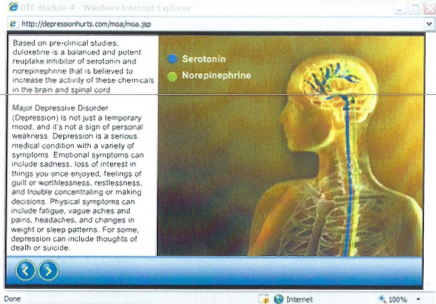 DTC Module 4 - Windows Internet Explorer
http://depressionhurts.com/moa/moa.jsp
Based on pre-clinical studies,
duloxetine is a balanced and potent
reuptake inhibitor of serotonin and
norepinephrine that is believed to
increase the activity of these chemicals
in the brain and spinal cord.
Major Depressive Disorder
(Depression) is not just a temporary
mood, and it's not a sign of personal
weakness. Depression is a serious
medical condition with a variety of
symptoms. Emotional symptoms can
include sadness, loss of interest in
things you once enjoyed, feelings of
guilt or worthlessness, restlessness,
and trouble concentrating or making
decisions. Physical symptoms can
include fatigue, vague aches and
pains, headaches, and changes in
weight or sleep patterns. For some,
depression can include thoughts of
death or suicide.
Serotonin
Norepinephrine
Done
Internet
100%